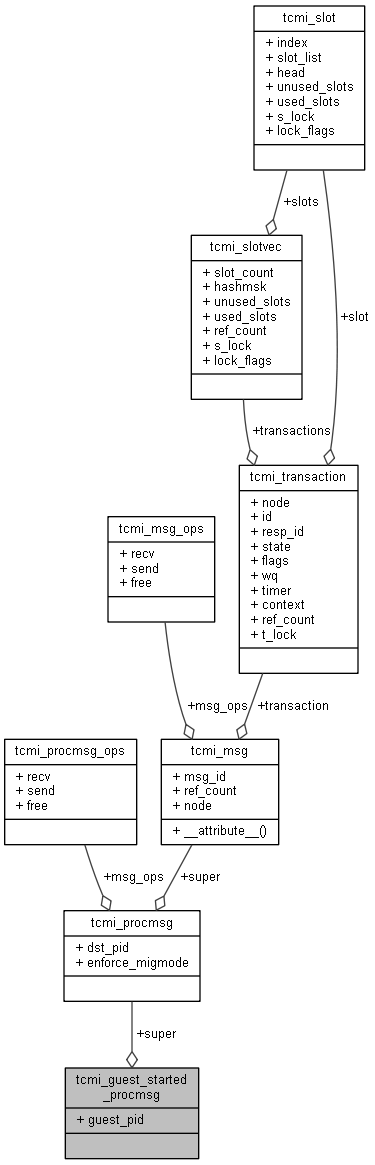 tcmi_slot
+ index
+ slot_list
+ head
+ unused_slots
+ used_slots
+ s_lock
+ lock_flags
+slots
tcmi_slotvec
+ slot_count
+ hashmsk
+ unused_slots
+ used_slots
+ ref_count
+ s_lock
+ lock_flags
+slot
+transactions
tcmi_transaction
+ node
+ id
+ resp_id
+ state
+ flags
+ wq
+ timer
+ context
+ ref_count
+ t_lock
tcmi_msg_ops
+ recv
+ send
+ free
+msg_ops
+transaction
tcmi_procmsg_ops
+ recv
+ send
+ free
tcmi_msg
+ msg_id
+ ref_count
+ node
+ __attribute__()
+msg_ops
+super
tcmi_procmsg
+ dst_pid
+ enforce_migmode
+super
tcmi_guest_started
_procmsg
+ guest_pid